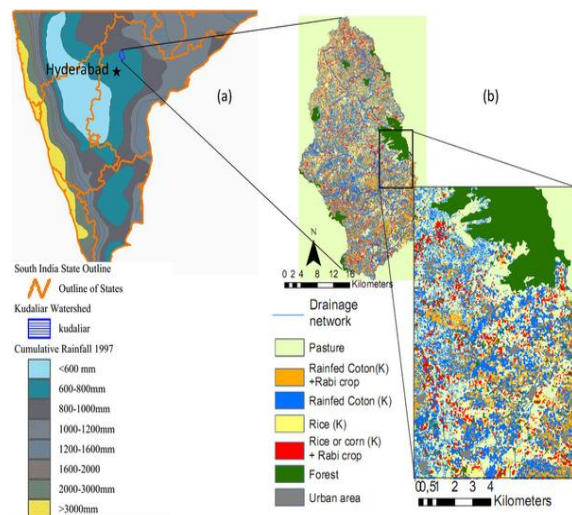 Hyderabad
(a)
South India State Outline
Outline of States
Kudaliar Watershed
kudaliar
Cumulative Rainfall 1997
<600 mm
600-800mm
800-1000mm
1000-1200mm
1200-1600mm
1600-2000
2000-3000mm
>3000mm
(b)
N
0 2 4 8 12 16
Kilometers
Drainage
network
Pasture
Rainfed Coton(K)
+Rabi crop
Rainfed Coton (K)
Rice (K)
Rice or corn (K)
+ Rabi crop
Forest
Urban area
00,51 2 3 4
Kilometers